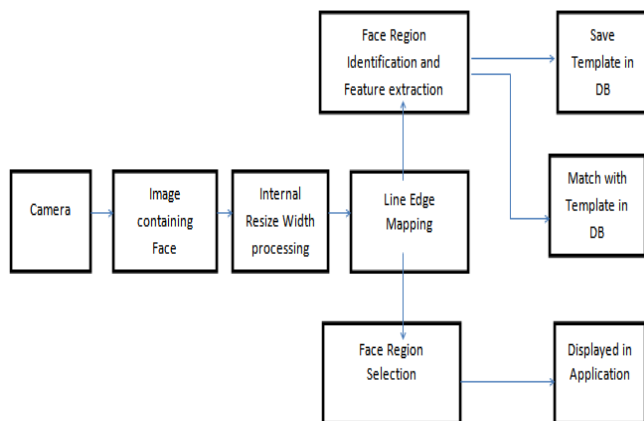 Face Region
Identification and
Feature extraction
Save
Template in
DB
Camera
Image
containing
Face
Internal
Resize Width
processing
Line Edge
Mapping
Match with
Template in
DB
Face Region
Selection
Displayed in
Application